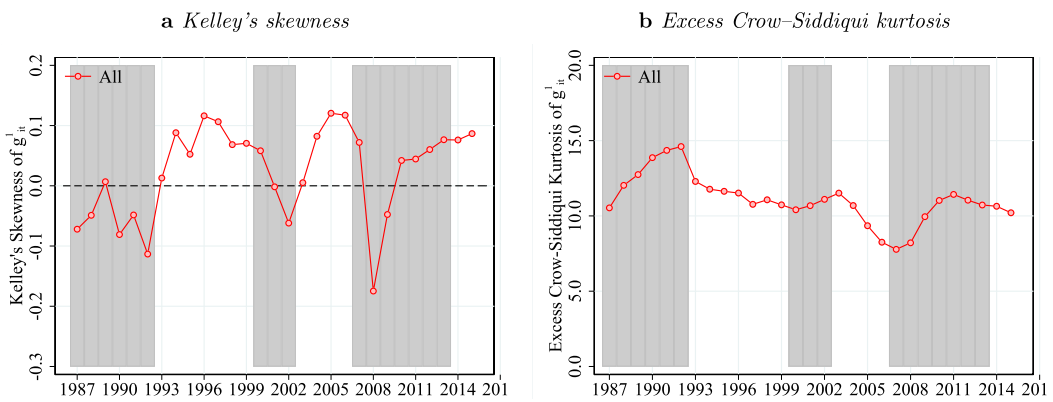 a Kelley's skewness
b Excess Crow–Siddiqui kurtosis
Kelley's Skewness of g¹ᵢₜ
0.2
0.1
0.0
-0.1
-0.2
-0.3
All
1987 1990 1993 1996 1999 2002 2005 2008 2011 2014 201
Excess Crow-Siddiqui Kurtosis of g¹ᵢₜ
20.0
15.0
10.0
5.0
0.0
All
1987 1990 1993 1996 1999 2002 2005 2008 2011 2014 201